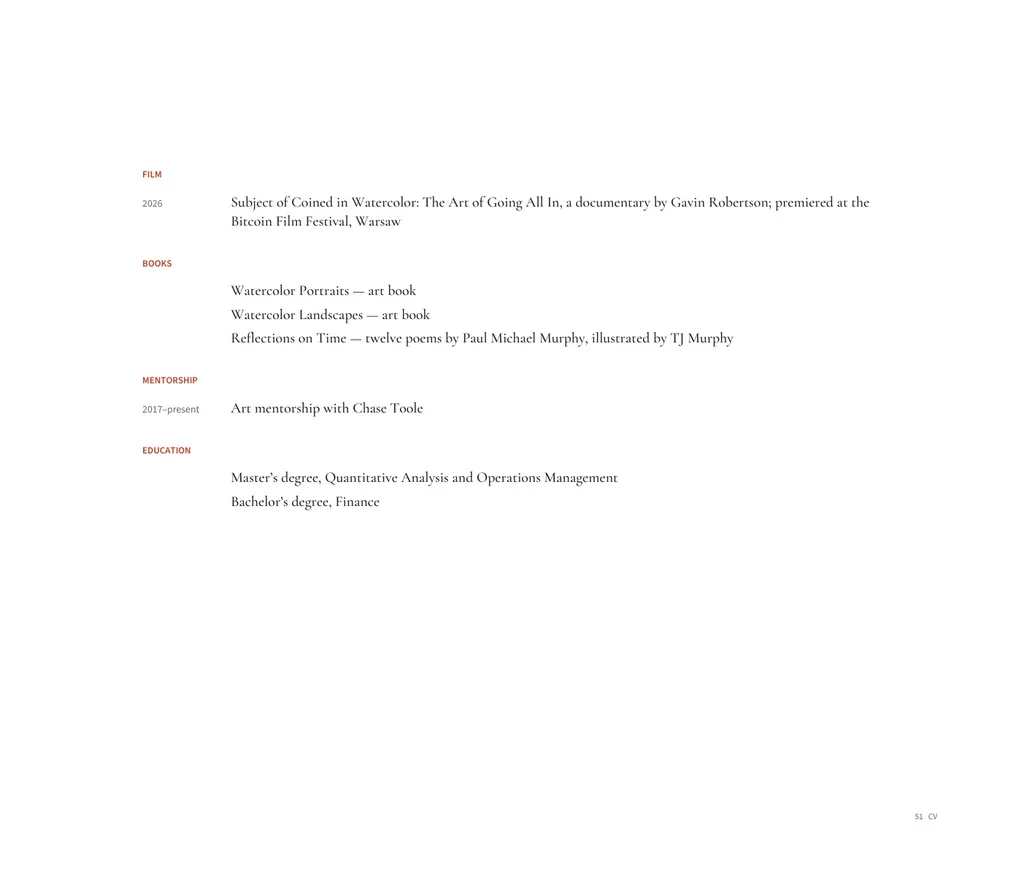 FILM
2026 Subject of Coined in Watercolor: The Art of Going All In, a documentary by Gavin Robertson; premiered at the
Bitcoin Film Festival, Warsaw
BOOKS
Watercolor Portraits — art book
Watercolor Landscapes — art book
Reflections on Time — twelve poems by Paul Michael Murphy, illustrated by TJ Murphy
MENTORSHIP
2017–present Art mentorship with Chase Toole
EDUCATION
Master’s degree, Quantitative Analysis and Operations Management
Bachelor’s degree, Finance
51 CV